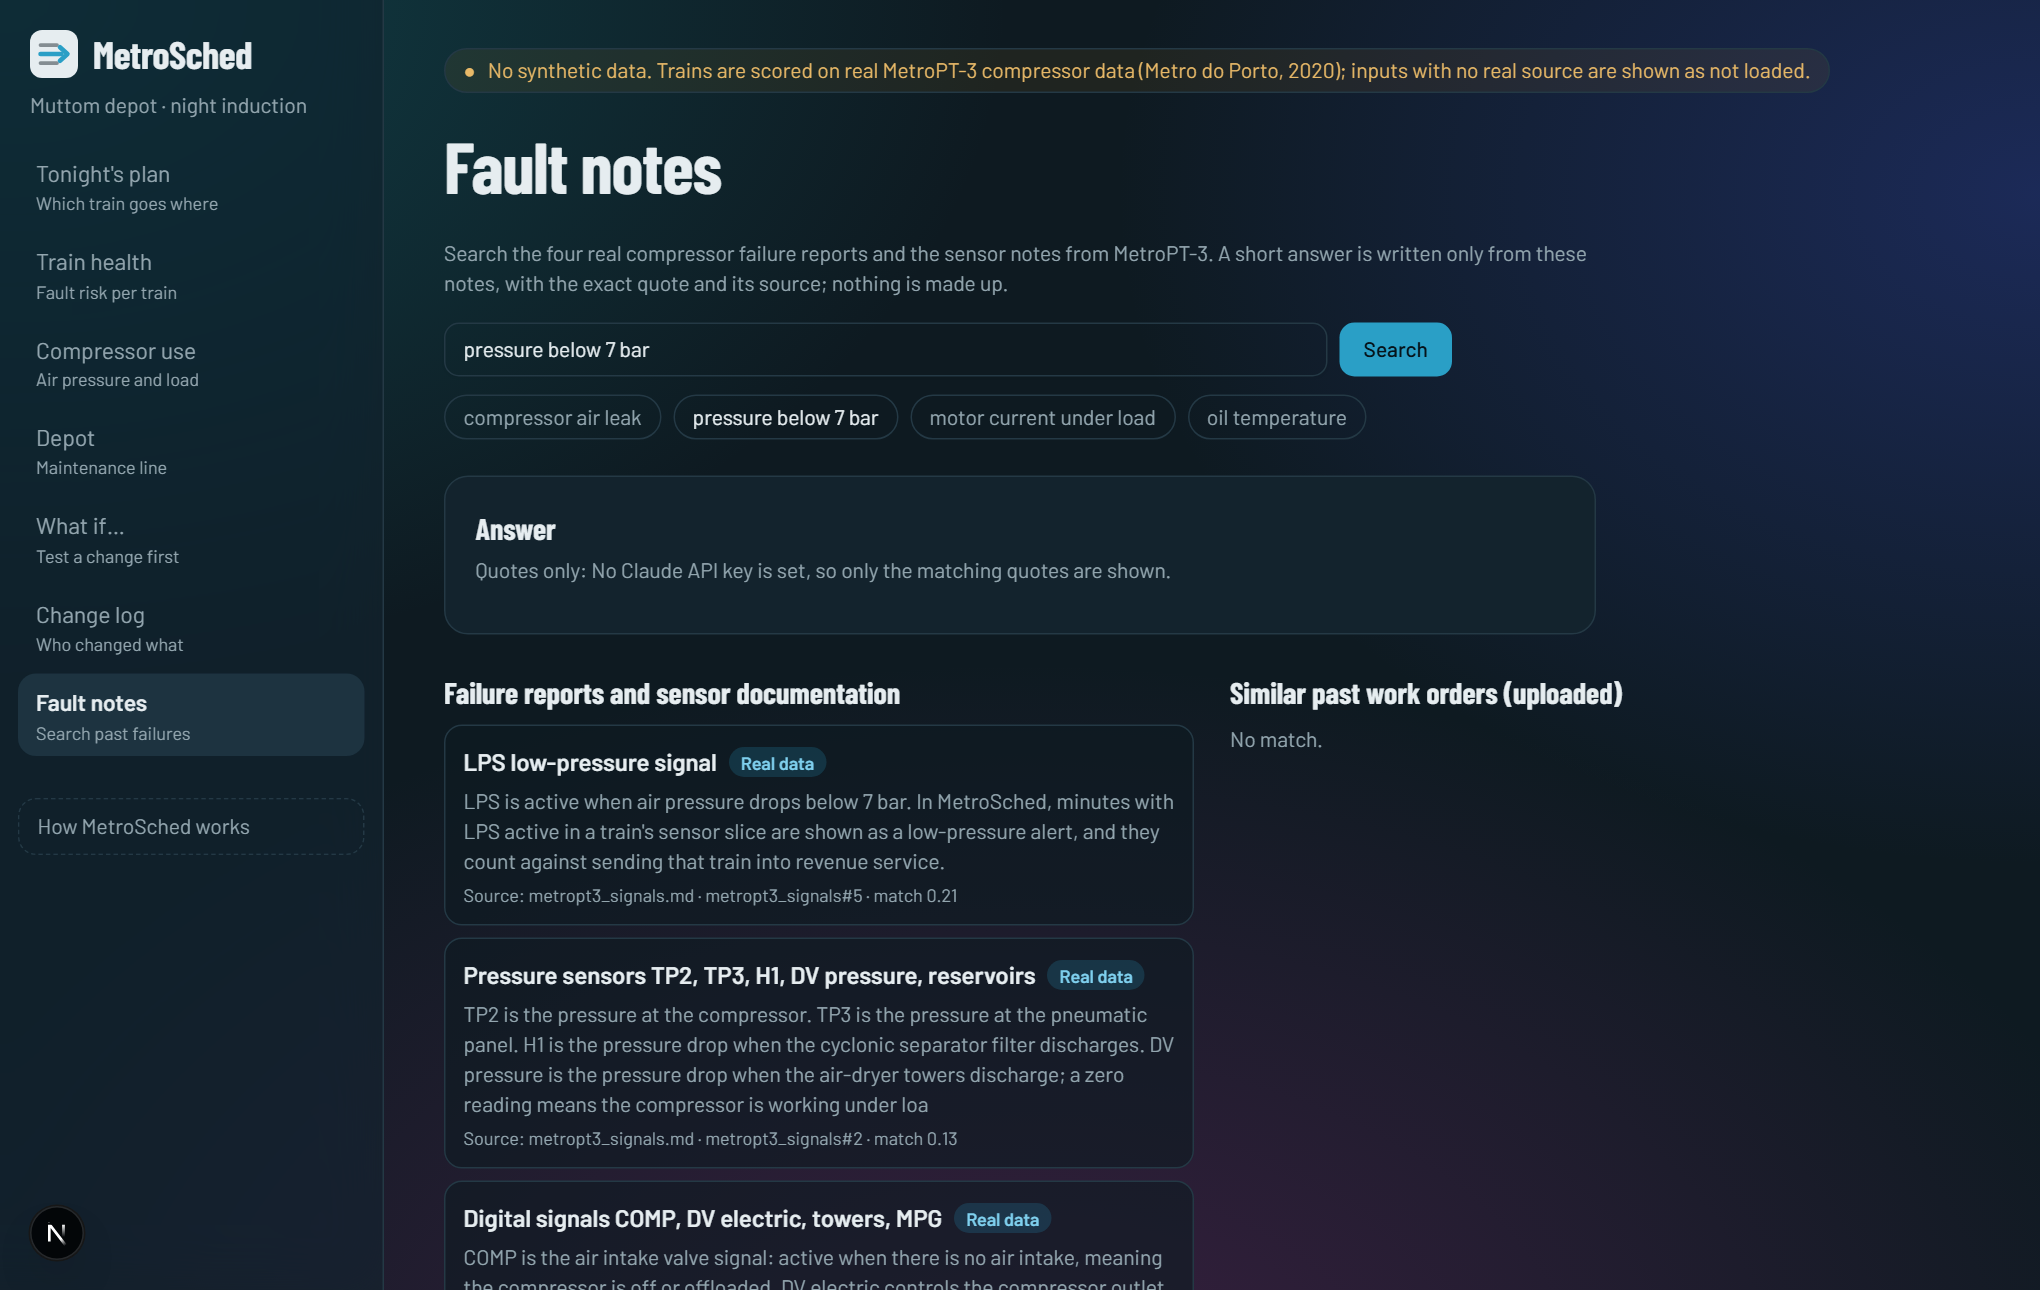 MetroSched
Muttom depot · night induction
Tonight's plan
Which train goes where
Train health
Fault risk per train
Compressor use
Air pressure and load
Depot
Maintenance line
What if...
Test a change first
Change log
Who changed what
Fault notes
Search past failures
How MetroSched works
N
No synthetic data. Trains are scored on real MetroPT-3 compressor data (Metro do Porto, 2020); inputs with no real source are shown as not loaded.
Fault notes
Search the four real compressor failure reports and the sensor notes from MetroPT-3. A short answer is written only from these
notes, with the exact quote and its source; nothing is made up.
pressure below 7 bar
Search
compressor air leak
pressure below 7 bar
motor current under load
oil temperature
Answer
Quotes only: No Claude API key is set, so only the matching quotes are shown.
Failure reports and sensor documentation
LPS low-pressure signal Real data
LPS is active when air pressure drops below 7 bar. In MetroSched, minutes with
LPS active in a train's sensor slice are shown as a low-pressure alert, and they
count against sending that train into revenue service.
Source: metropt3_signals.md · metropt3_signals#5 · match 0.21
Pressure sensors TP2, TP3, H1, DV pressure, reservoirs Real data
TP2 is the pressure at the compressor. TP3 is the pressure at the pneumatic
panel. H1 is the pressure drop when the cyclonic separator filter discharges. DV
pressure is the pressure drop when the air-dryer towers discharge; a zero
reading means the compressor is working under loa
Source: metropt3_signals.md · metropt3_signals#2 · match 0.13
Digital signals COMP, DV electric, towers, MPG Real data
COMP is the air intake valve signal: active when there is no air intake, meaning
the compressor is off or offloaded. DV electric controls the compressor outlet
Similar past work orders (uploaded)
No match.